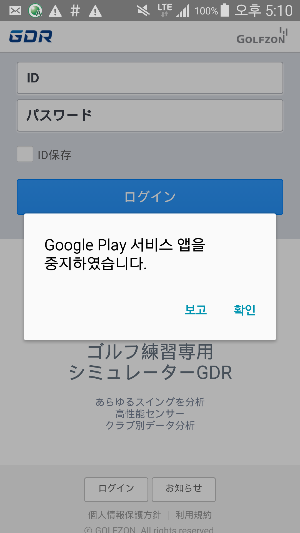 LTE 100% 오후 5:10
GDR GOLFZON
ID
パスワード
ID保存
ログイン
Google Play 서비스 앱을
중지하였습니다.
보고 확인
ゴルフ練習専用
シミュレーターGDR
あらゆるスイングを分析
高性能センサー
クラブ別データ分析
ログイン お知らせ
個人情報保護方針 | 利用規約
ⓒ GOLFZON. All rights reserved.